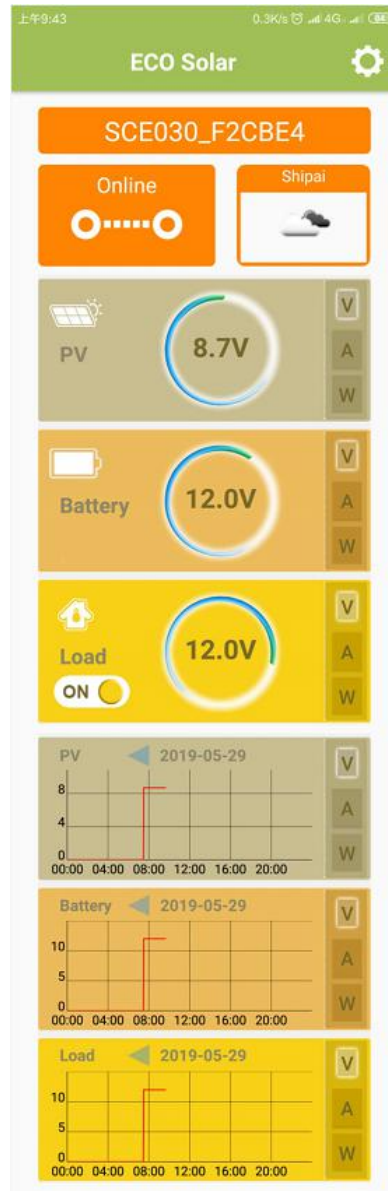 上午9:43 0.3K/s 4G 84
ECO Solar
SCE030_F2CBE4
Online
Shipai
PV
8.7V
V
A
W
Battery
12.0V
V
A
W
Load
ON
12.0V
V
A
W
PV 2019-05-29
8
4
0
00:00 04:00 08:00 12:00 16:00 20:00
V
A
W
Battery 2019-05-29
10
5
0
00:00 04:00 08:00 12:00 16:00 20:00
V
A
W
Load 2019-05-29
10
5
0
00:00 04:00 08:00 12:00 16:00 20:00
V
A
W